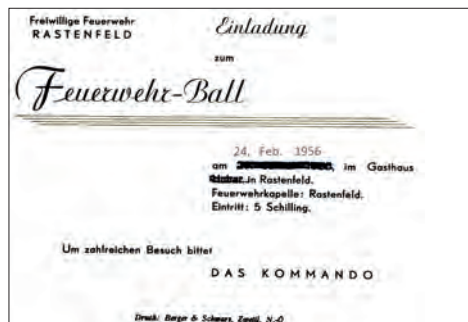 Freiwillige Feuerwehr
RASTENFELD
Einladung
zum
Feuerwehr-Ball
24. Feb. 1956
am im Gasthaus
in Rastenfeld.
Feuerwehrkapelle: Rastenfeld.
Eintritt: 5 Schilling.
Um zahlreichen Besuch bittet
DAS KOMMANDO
Druck: Berger & Schwarz, Zwettl, N.-Ö